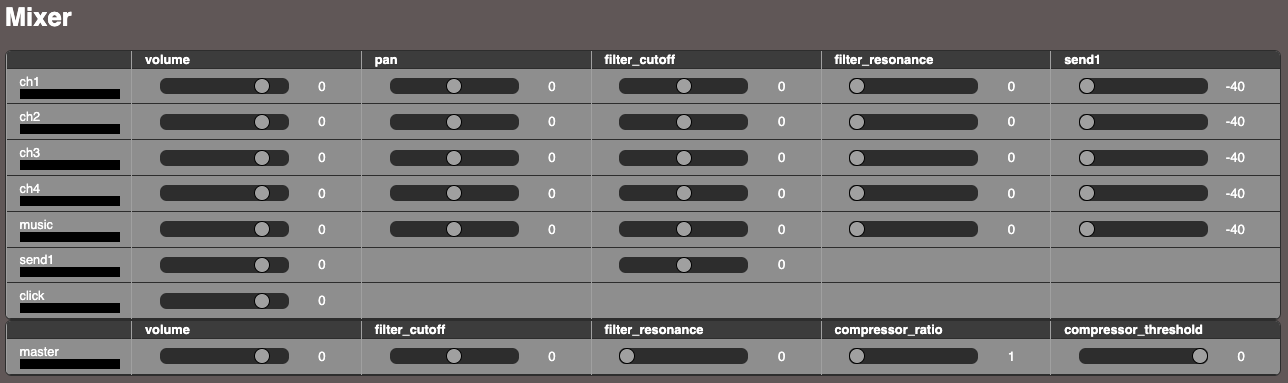 Mixer
volume pan filter_cutoff filter_resonance send1
ch1 0 0 0 0 -40
ch2 0 0 0 0 -40
ch3 0 0 0 0 -40
ch4 0 0 0 0 -40
music 0 0 0 0 -40
send1 0 0
click 0
volume filter_cutoff filter_resonance compressor_ratio compressor_threshold
master 0 0 0 1 0